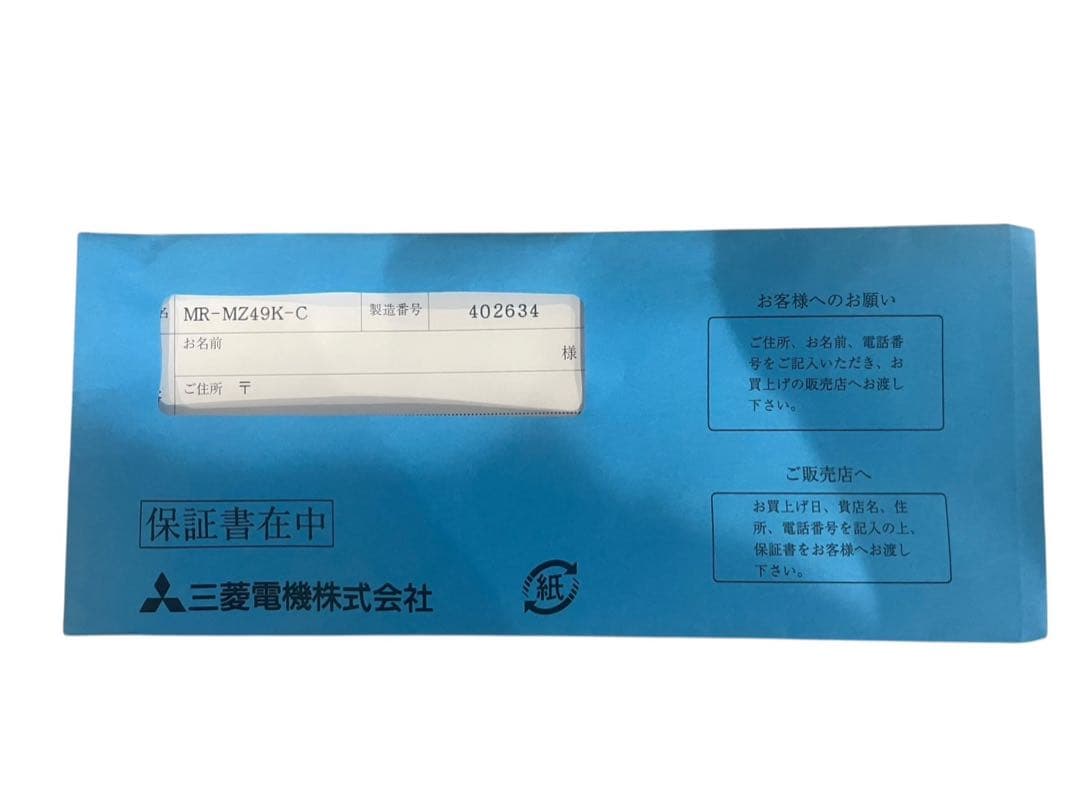 MR-MZ49K-C 製造番号 402634
お名前
様
ご住所 〒
保証書在中
三菱電機株式会社
紙
お客様へのお願い
ご住所、お名前、電話番
号をご記入いただき、お
買上げの販売店へお渡し
下さい。
ご販売店へ
お買上げ日、貴店名、住
所、電話番号を記入の上、
保証書をお客様へお渡し
下さい。